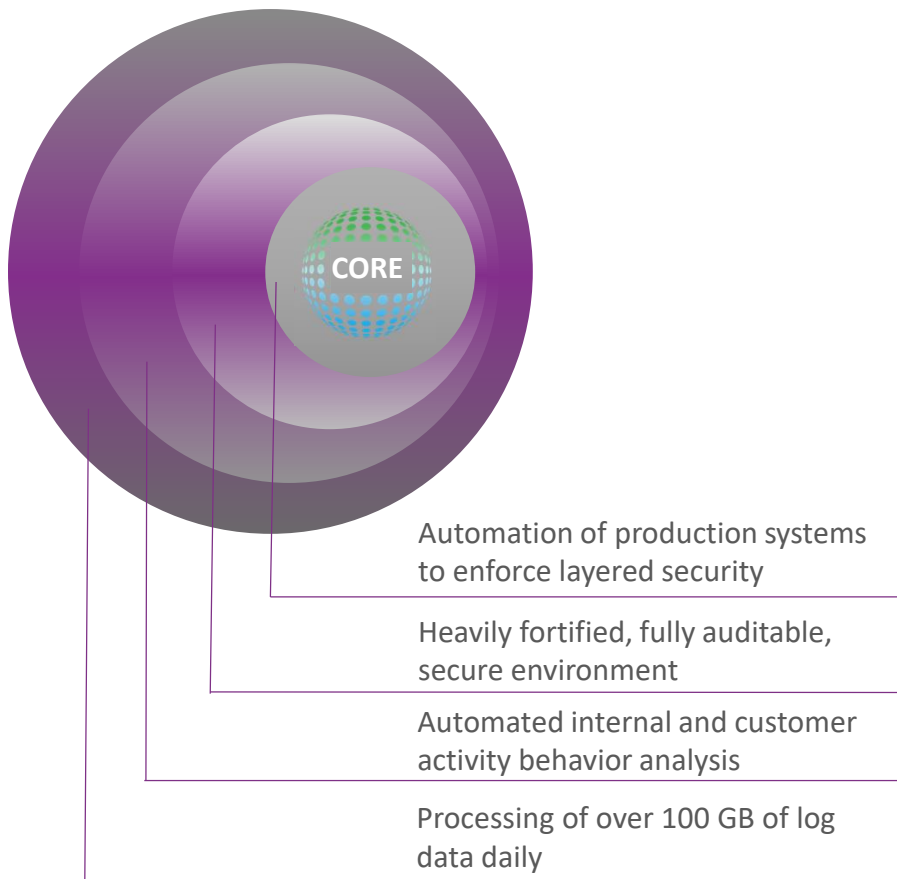 CORE
Automation of production systems
to enforce layered security
Heavily fortified, fully auditable,
secure environment
Automated internal and customer
activity behavior analysis
Processing of over 100 GB of log
data daily